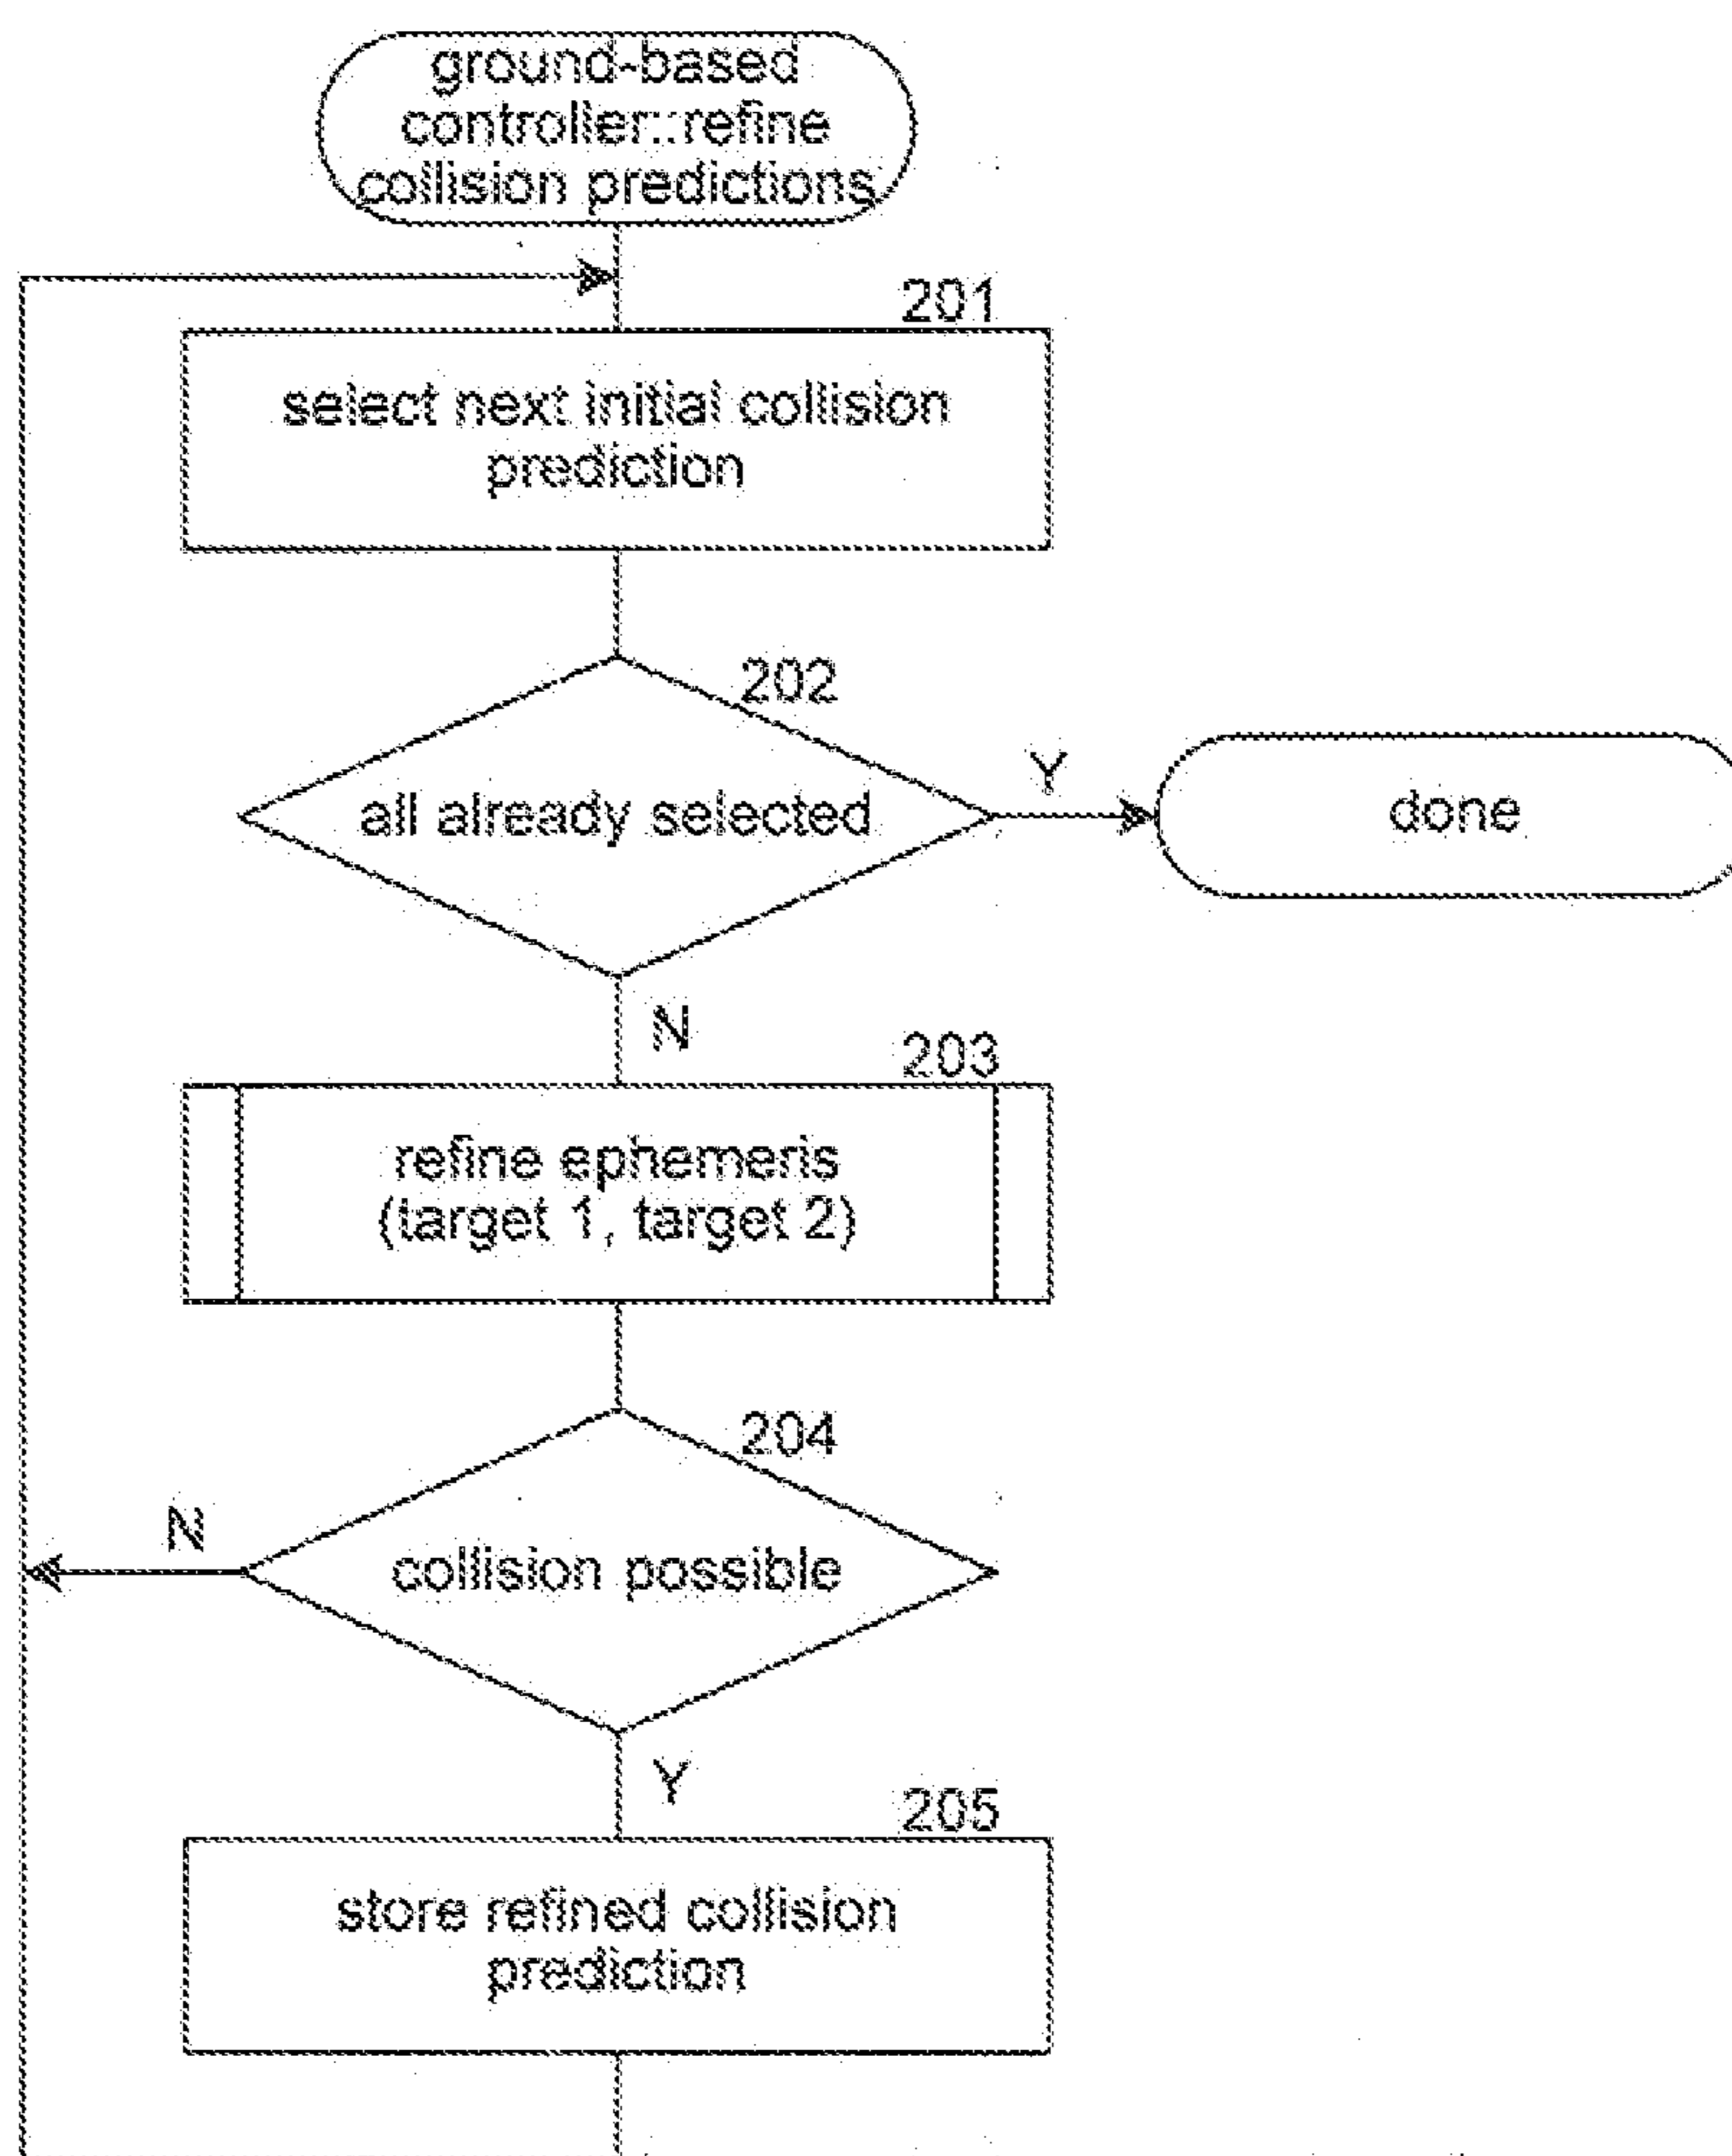 ground-based
controller::refine
collision predictions
201
select next initial collision
prediction
202
all already selected
Y
done
N
203
refine ephemeris
(target 1, target 2)
204
N
collision possible
Y
205
store refined collision
prediction